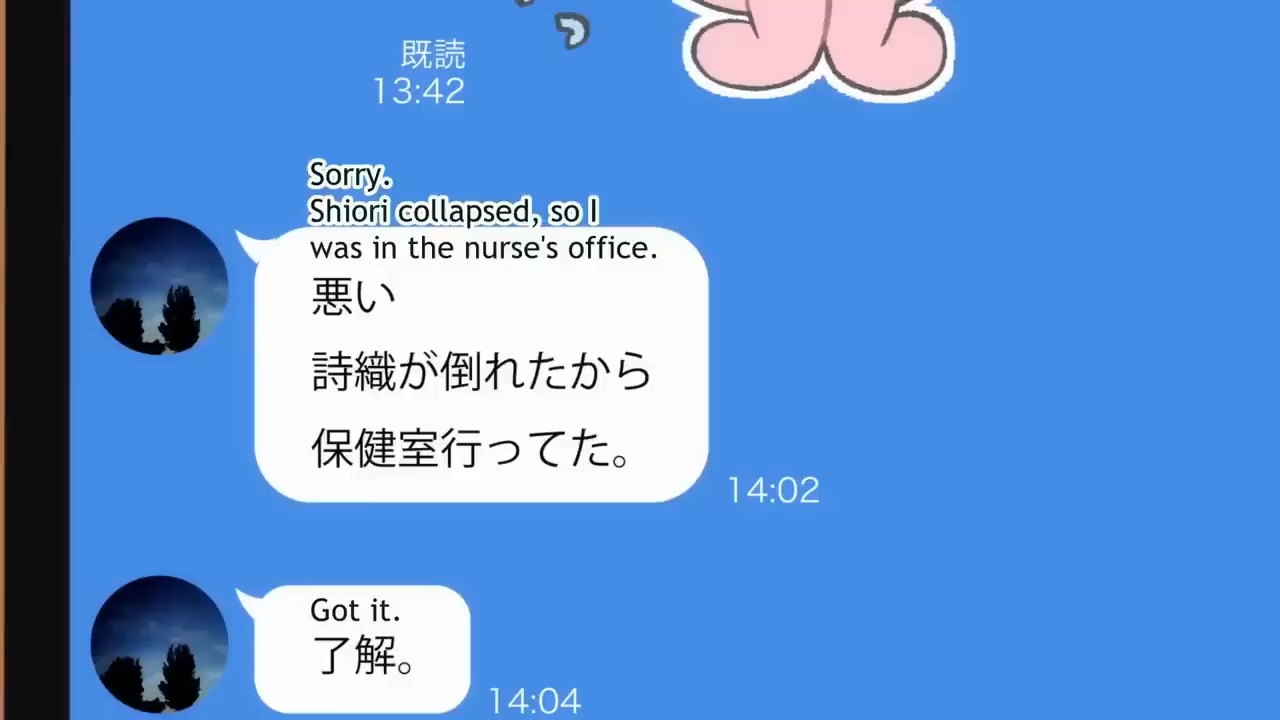 既読
13:42
Sorry.
Shiori collapsed, so I
was in the nurse's office.
悪い
詩織が倒れたから
保健室行ってた。
14:02
Got it.
了解。
14:04